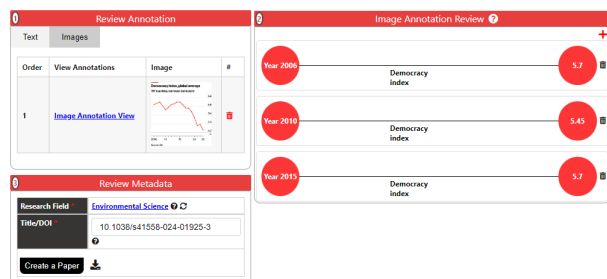 1
Review Annotation
Text
Images
Order
View Annotations
Image
#
1
Image Annotation View
Democracy index, global average
2
Image Annotation Review ?
+
Year 2006
Democracy
index
5.7
Year 2010
Democracy
index
5.45
Year 2015
Democracy
index
5.7
3
Review Metadata
Research Field *
Environmental Science ?
Title/DOI *
10.1038/s41558-024-01925-3
?
Create a Paper